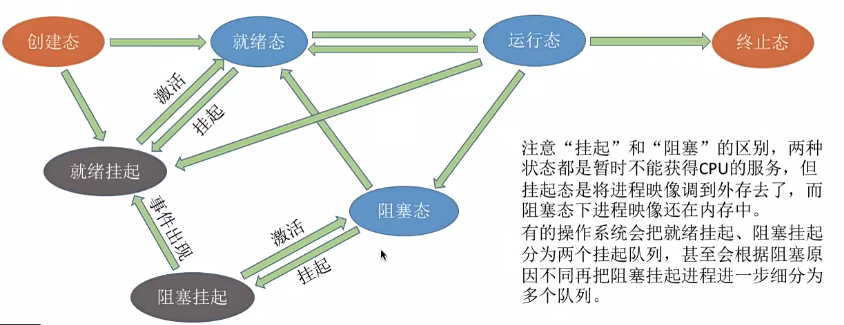 创建态
就绪态
运行态
终止态
激活
挂起
就绪挂起
阻塞态
事件出现
激活
挂起
阻塞挂起
注意“挂起”和“阻塞”的区别，两种
状态都是暂时不能获得CPU的服务，但
挂起态是将进程映像调到外存去了，而
阻塞态下进程映像还在内存中。
有的操作系统会把就绪挂起、阻塞挂起
分为两个挂起队列，甚至会根据阻塞原
因不同再把阻塞挂起进程进一步细分为
多个队列。